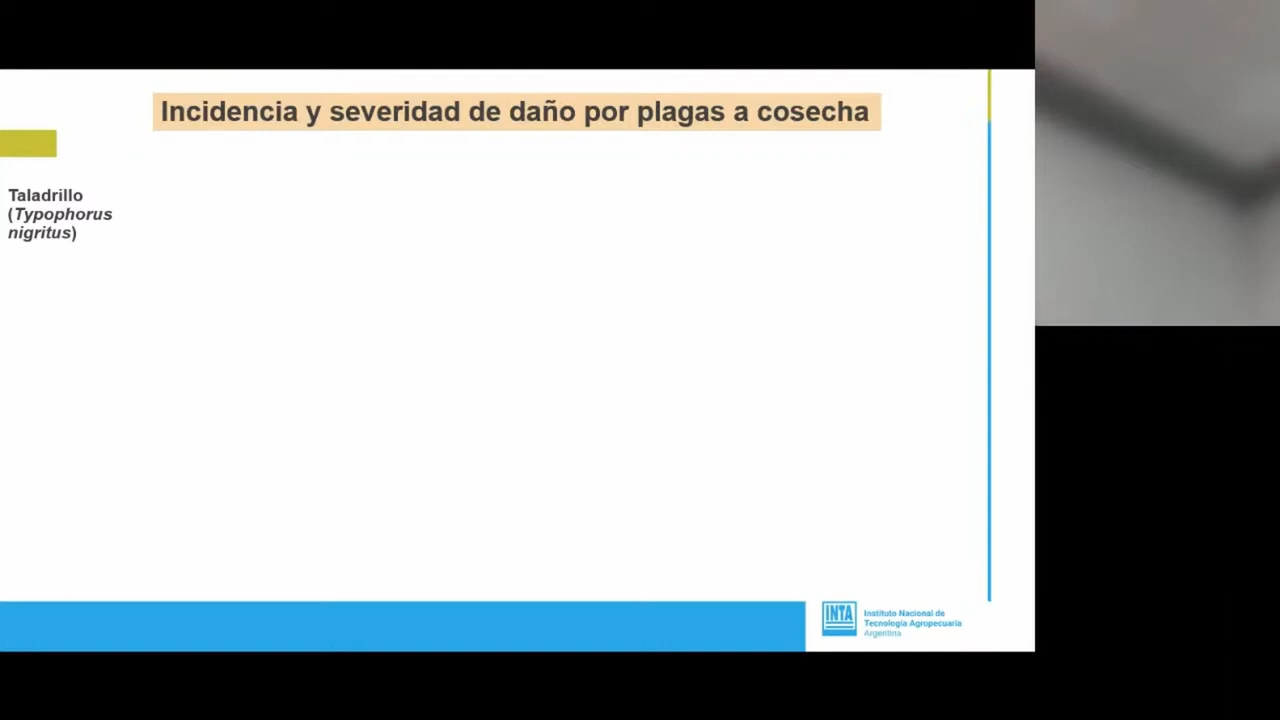 Incidencia y severidad de daño por plagas a cosecha
Taladrillo
(Typophorus
nigritus)
INTA
Instituto Nacional de
Tecnología Agropecuaria
Argentina